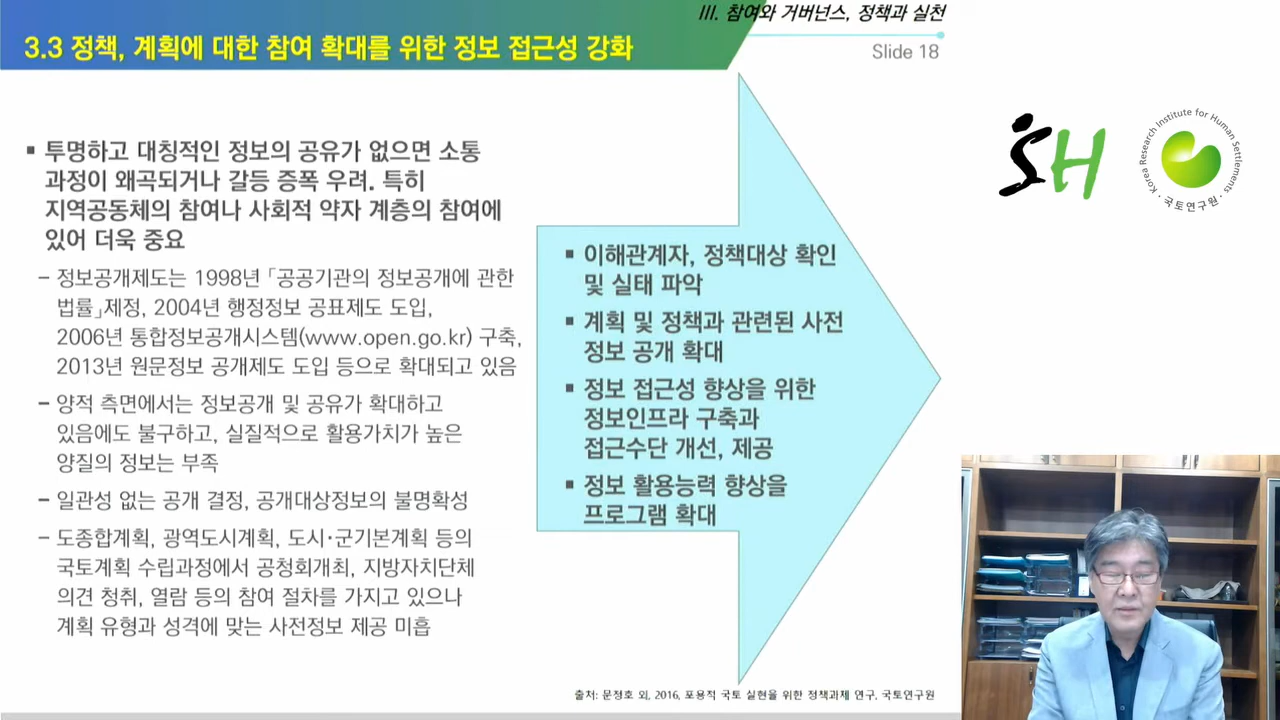 III. 참여와 거버넌스, 정책과 실천
3.3 정책, 계획에 대한 참여 확대를 위한 정보 접근성 강화
Slide 18
▪ 투명하고 대칭적인 정보의 공유가 없으면 소통
과정이 왜곡되거나 갈등 증폭 우려. 특히
지역공동체의 참여나 사회적 약자 계층의 참여에
있어 더욱 중요
– 정보공개제도는 1998년 「공공기관의 정보공개에 관한
법률」제정, 2004년 행정정보 공표제도 도입,
2006년 통합정보공개시스템(www.open.go.kr) 구축,
2013년 원문정보 공개제도 도입 등으로 확대되고 있음
– 양적 측면에서는 정보공개 및 공유가 확대하고
있음에도 불구하고, 실질적으로 활용가치가 높은
양질의 정보는 부족
– 일관성 없는 공개 결정, 공개대상정보의 불명확성
– 도종합계획, 광역도시계획, 도시·군기본계획 등의
국토계획 수립과정에서 공청회개최, 지방자치단체
의견 청취, 열람 등의 참여 절차를 가지고 있으나
계획 유형과 성격에 맞는 사전정보 제공 미흡
▪ 이해관계자, 정책대상 확인
및 실태 파악
▪ 계획 및 정책과 관련된 사전
정보 공개 확대
▪ 정보 접근성 향상을 위한
정보인프라 구축과
접근수단 개선, 제공
▪ 정보 활용능력 향상을
프로그램 확대
출처: 문정호 외, 2016, 포용적 국토 실현을 위한 정책과제 연구, 국토연구원
SH
Korea Research Institute for Human Settlements
· 국토연구원 ·